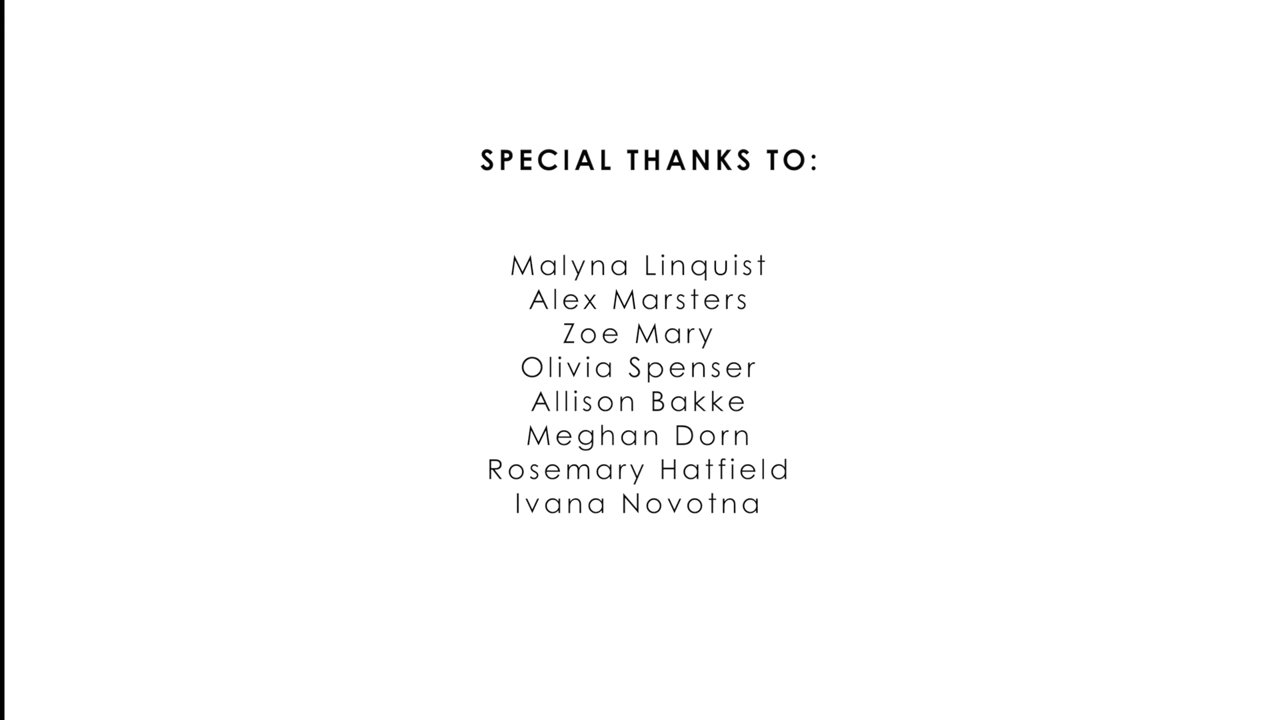 SPECIAL THANKS TO:
Malyna Linquist
Alex Marsters
Zoe Mary
Olivia Spenser
Allison Bakke
Meghan Dorn
Rosemary Hatfield
Ivana Novotna